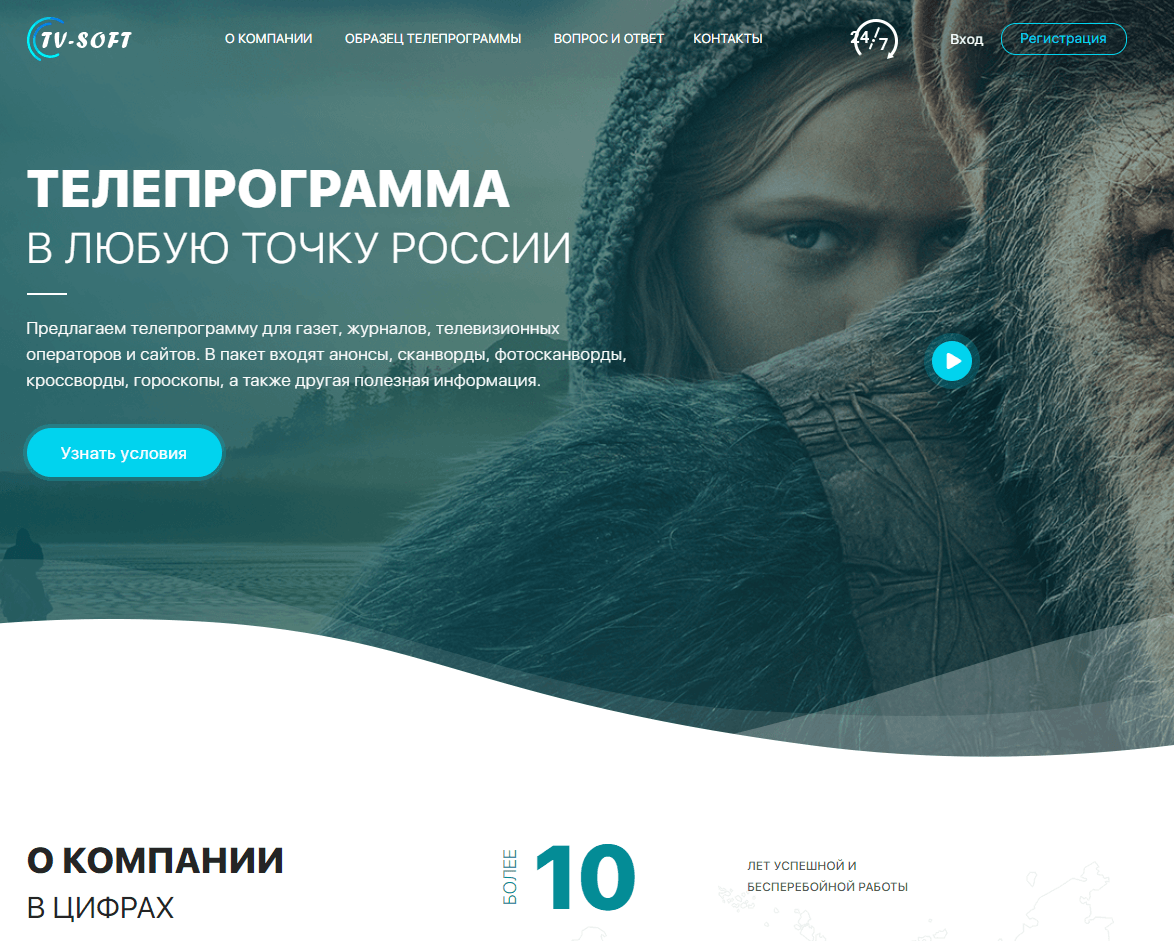 TV-SOFT
О КОМПАНИИ
ОБРАЗЕЦ ТЕЛЕПРОГРАММЫ
ВОПРОС И ОТВЕТ
КОНТАКТЫ
24/7
Вход
Регистрация
ТЕЛЕПРОГРАММА
В ЛЮБУЮ ТОЧКУ РОССИИ
Предлагаем телепрограмму для газет, журналов, телевизионных
операторов и сайтов. В пакет входят анонсы, сканворды, фотосканворды,
кроссворды, гороскопы, а также другая полезная информация.
Узнать условия
О КОМПАНИИ
В ЦИФРАХ
БОЛЕЕ
10
ЛЕТ УСПЕШНОЙ И
БЕСПЕРЕБОЙНОЙ РАБОТЫ